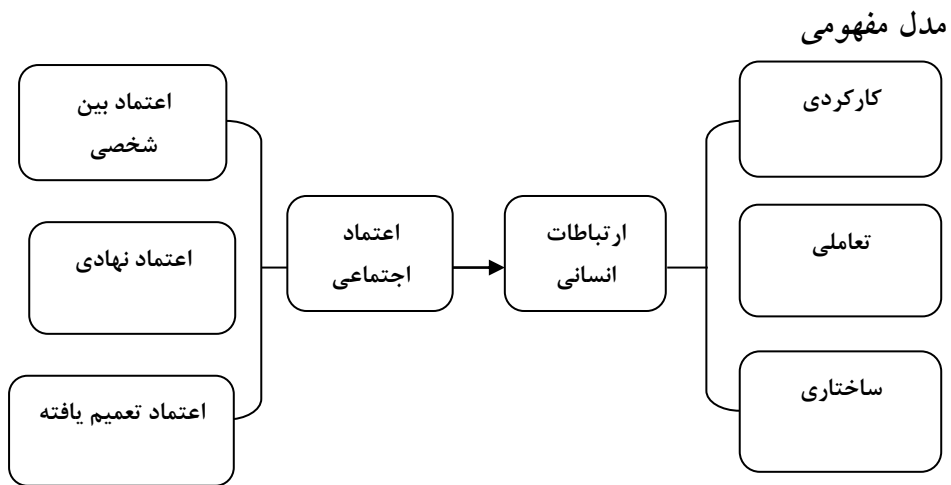 مدل مفهومی
کارکردی
اعتماد بین
شخصی
ارتباطات
انسانی
اعتماد
اجتماعی
تعاملی
اعتماد نهادی
ساختاری
اعتماد تعمیم یافته